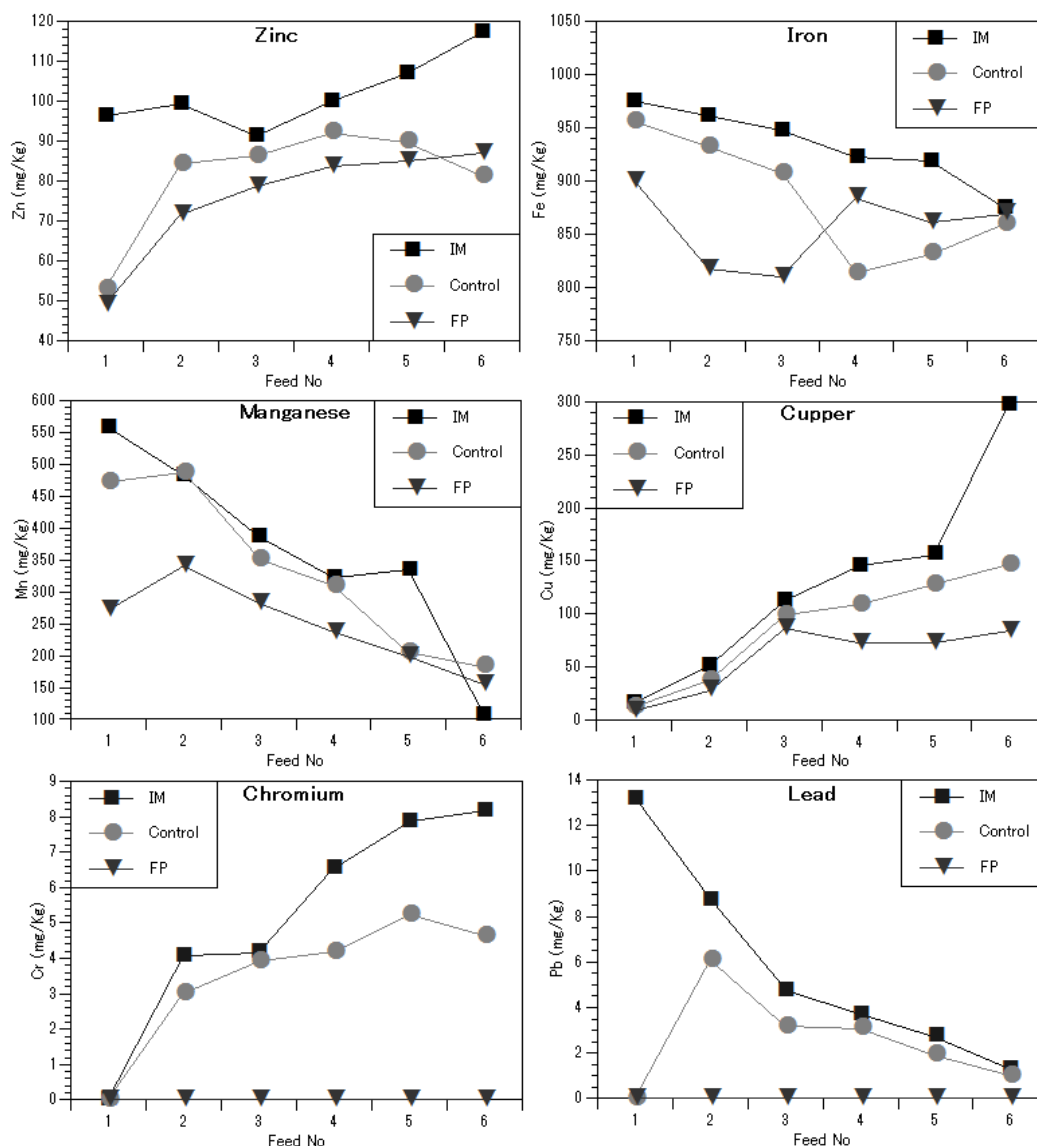 Zinc
120
110
100
90
80
70
60
50
40
Zn (mg/Kg)
IM
Control
FP
1 2 3 4 5 6
Feed No
Iron
1050
1000
950
900
850
800
750
Fe (mg/Kg)
IM
Control
FP
1 2 3 4 5 6
Feed No
Manganese
600
550
500
450
400
350
300
250
200
150
100
Mn (mg/Kg)
IM
Control
FP
1 2 3 4 5 6
Feed No
Cupper
300
250
200
150
100
50
0
Cu (mg/Kg)
IM
Control
FP
1 2 3 4 5 6
Feed No
Chromium
9
8
7
6
5
4
3
2
1
0
Cr (mg/Kg)
IM
Control
FP
1 2 3 4 5 6
Feed No
Lead
14
12
10
8
6
4
2
0
Pb (mg/Kg)
IM
Control
FP
1 2 3 4 5 6
Feed No